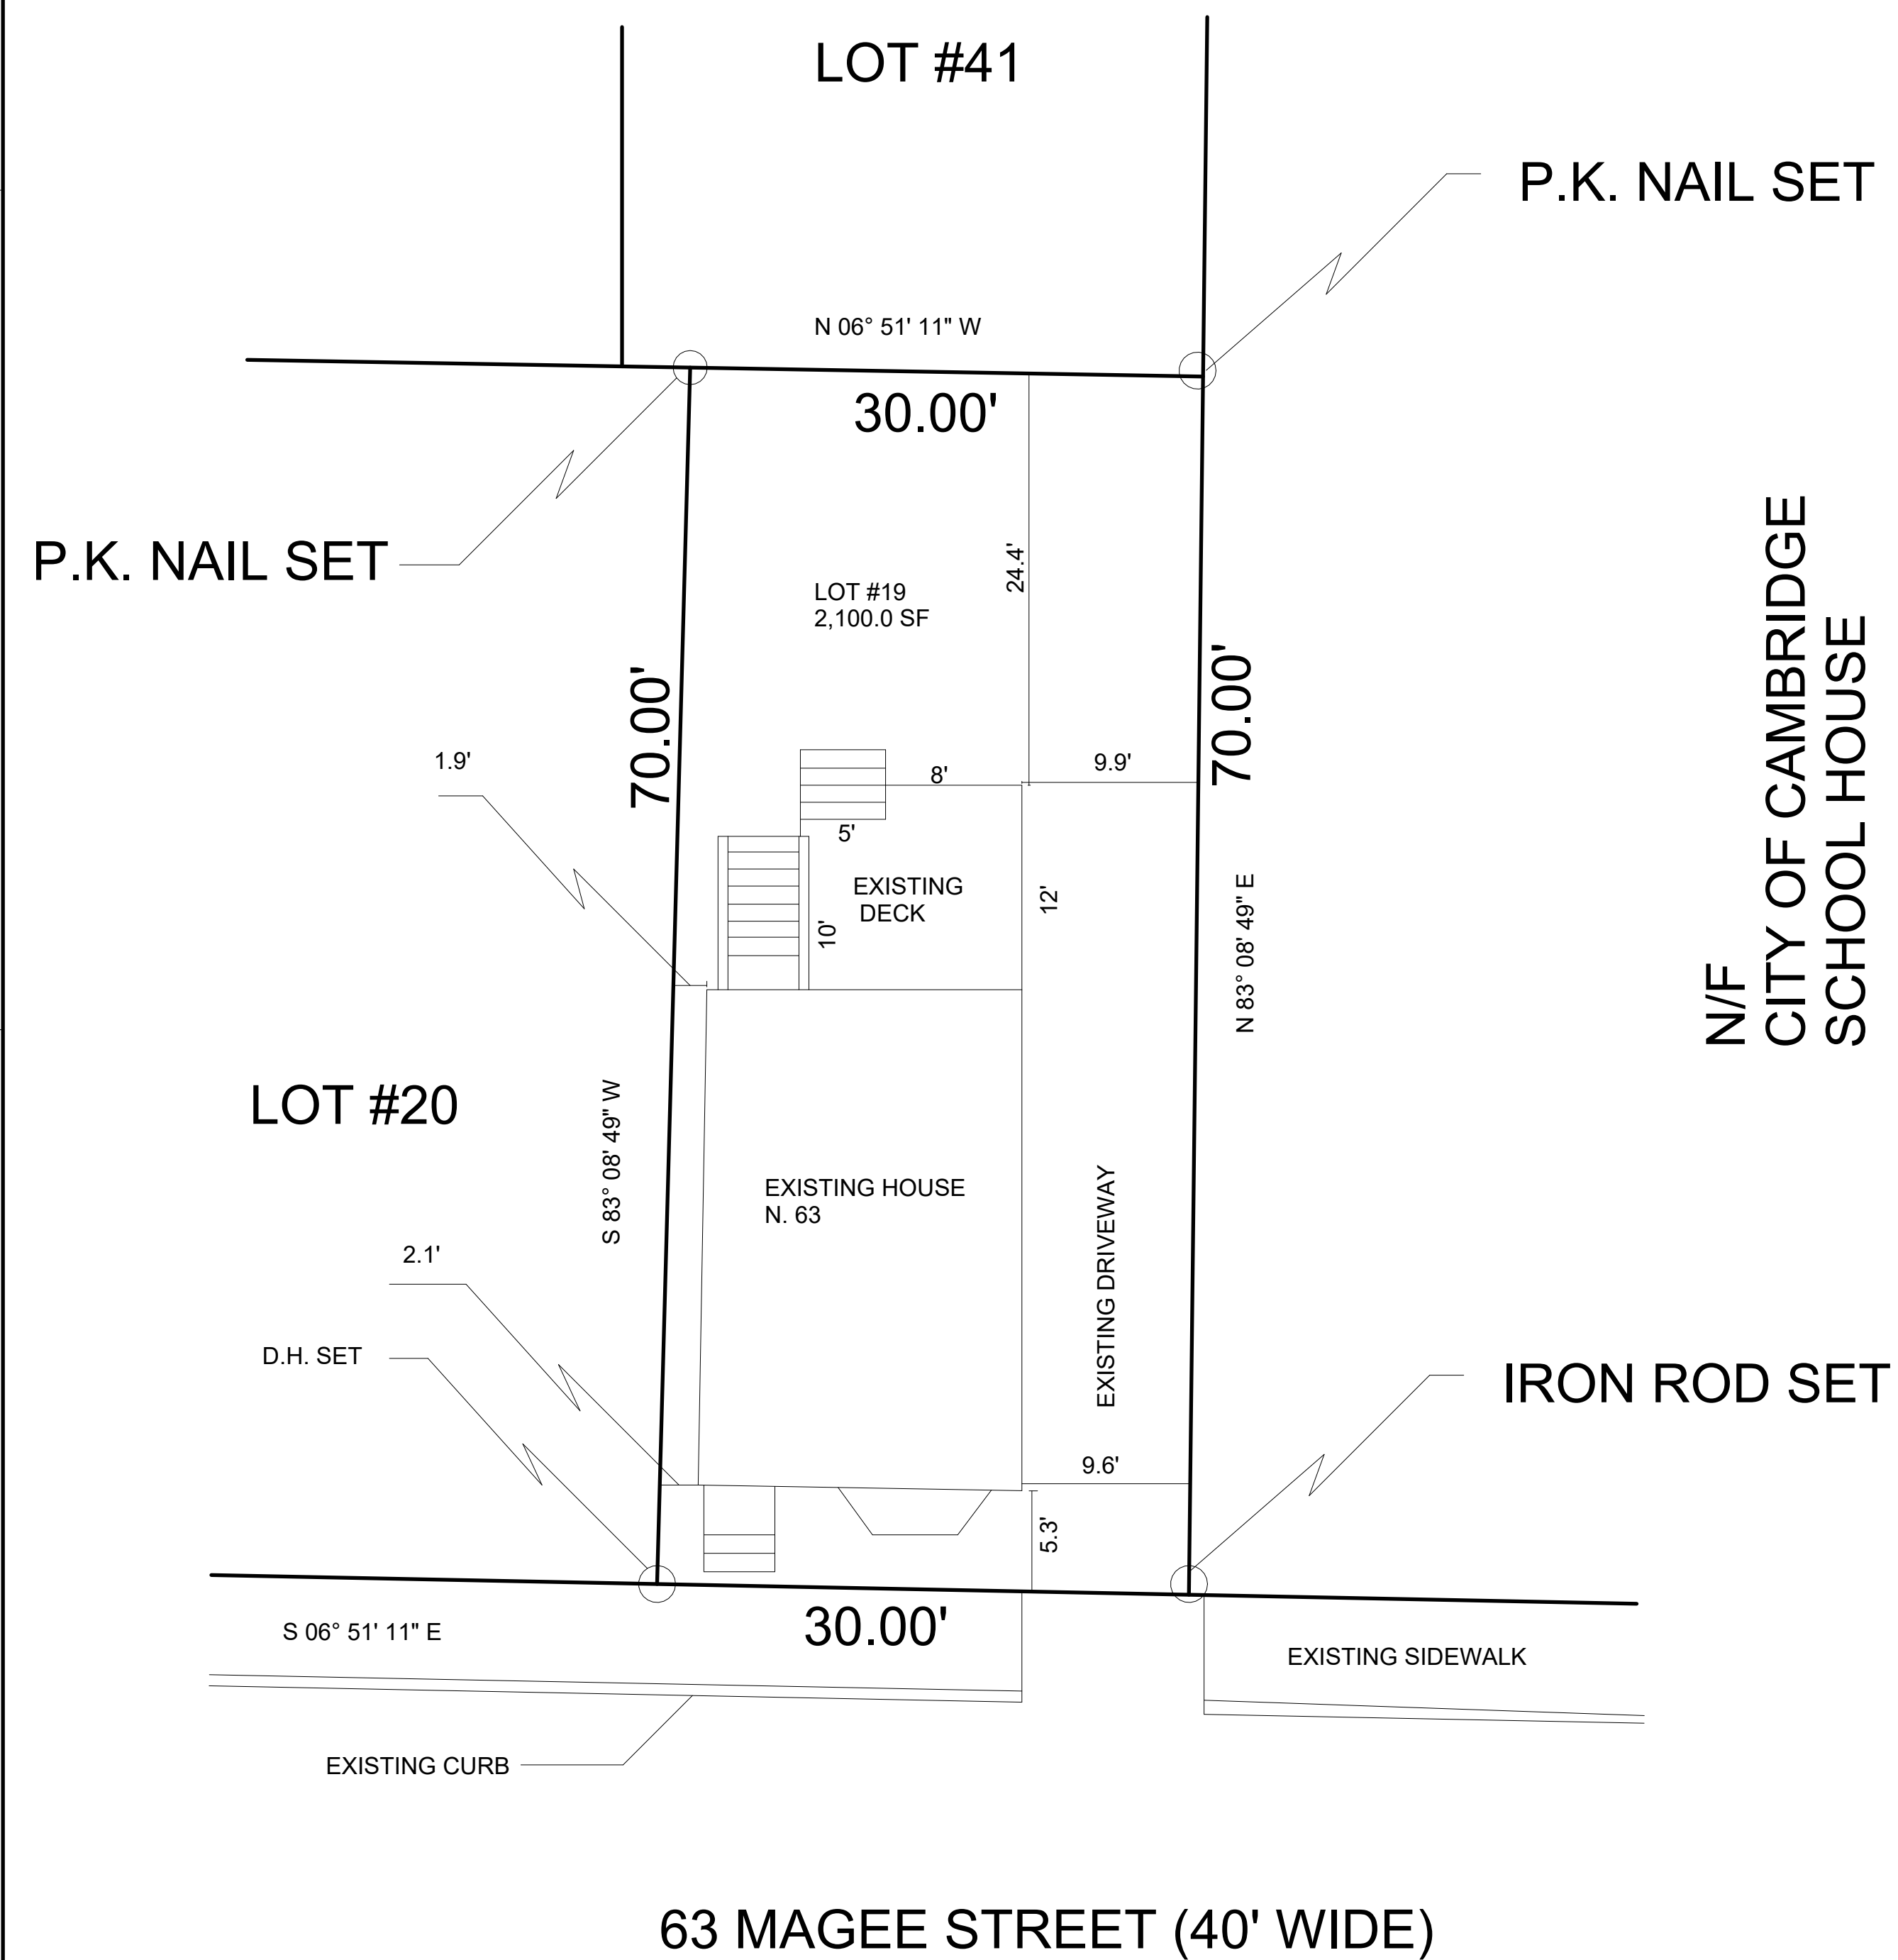 LOT #41
P.K. NAIL SET
N 06° 51' 11" W
30.00'
P.K. NAIL SET
24.4'
LOT #19
2,100.0 SF
70.00'
70.00'
N/F
CITY OF CAMBRIDGE
SCHOOL HOUSE
1.9'
8'
9.9'
5'
EXISTING
DECK
12'
10'
N 83° 08' 49" E
LOT #20
S 83° 08' 49" W
EXISTING HOUSE
N. 63
EXISTING DRIVEWAY
2.1'
D.H. SET
IRON ROD SET
9.6'
5.3'
S 06° 51' 11" E
30.00'
EXISTING SIDEWALK
EXISTING CURB
63 MAGEE STREET (40' WIDE)